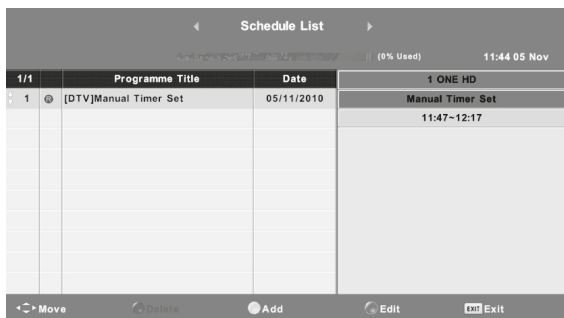 Schedule List
(0% Used) 11:44 05 Nov
1/1 Programme Title Date 1 ONE HD
1 [DTV]Manual Timer Set 05/11/2010 Manual Timer Set
11:47~12:17
Move Delete Add Edit EXIT Exit